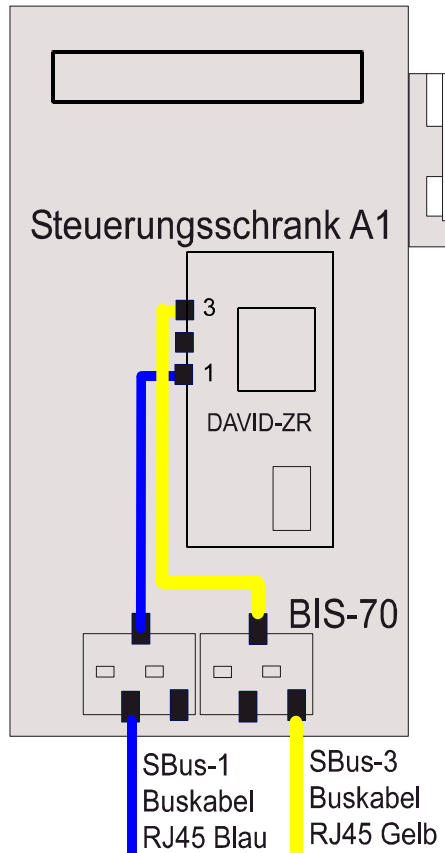 Steuerungsschrank A1
3
1
DAVID-ZR
BIS-70
SBus-1
Buskabel
RJ45 Blau
SBus-3
Buskabel
RJ45 Gelb